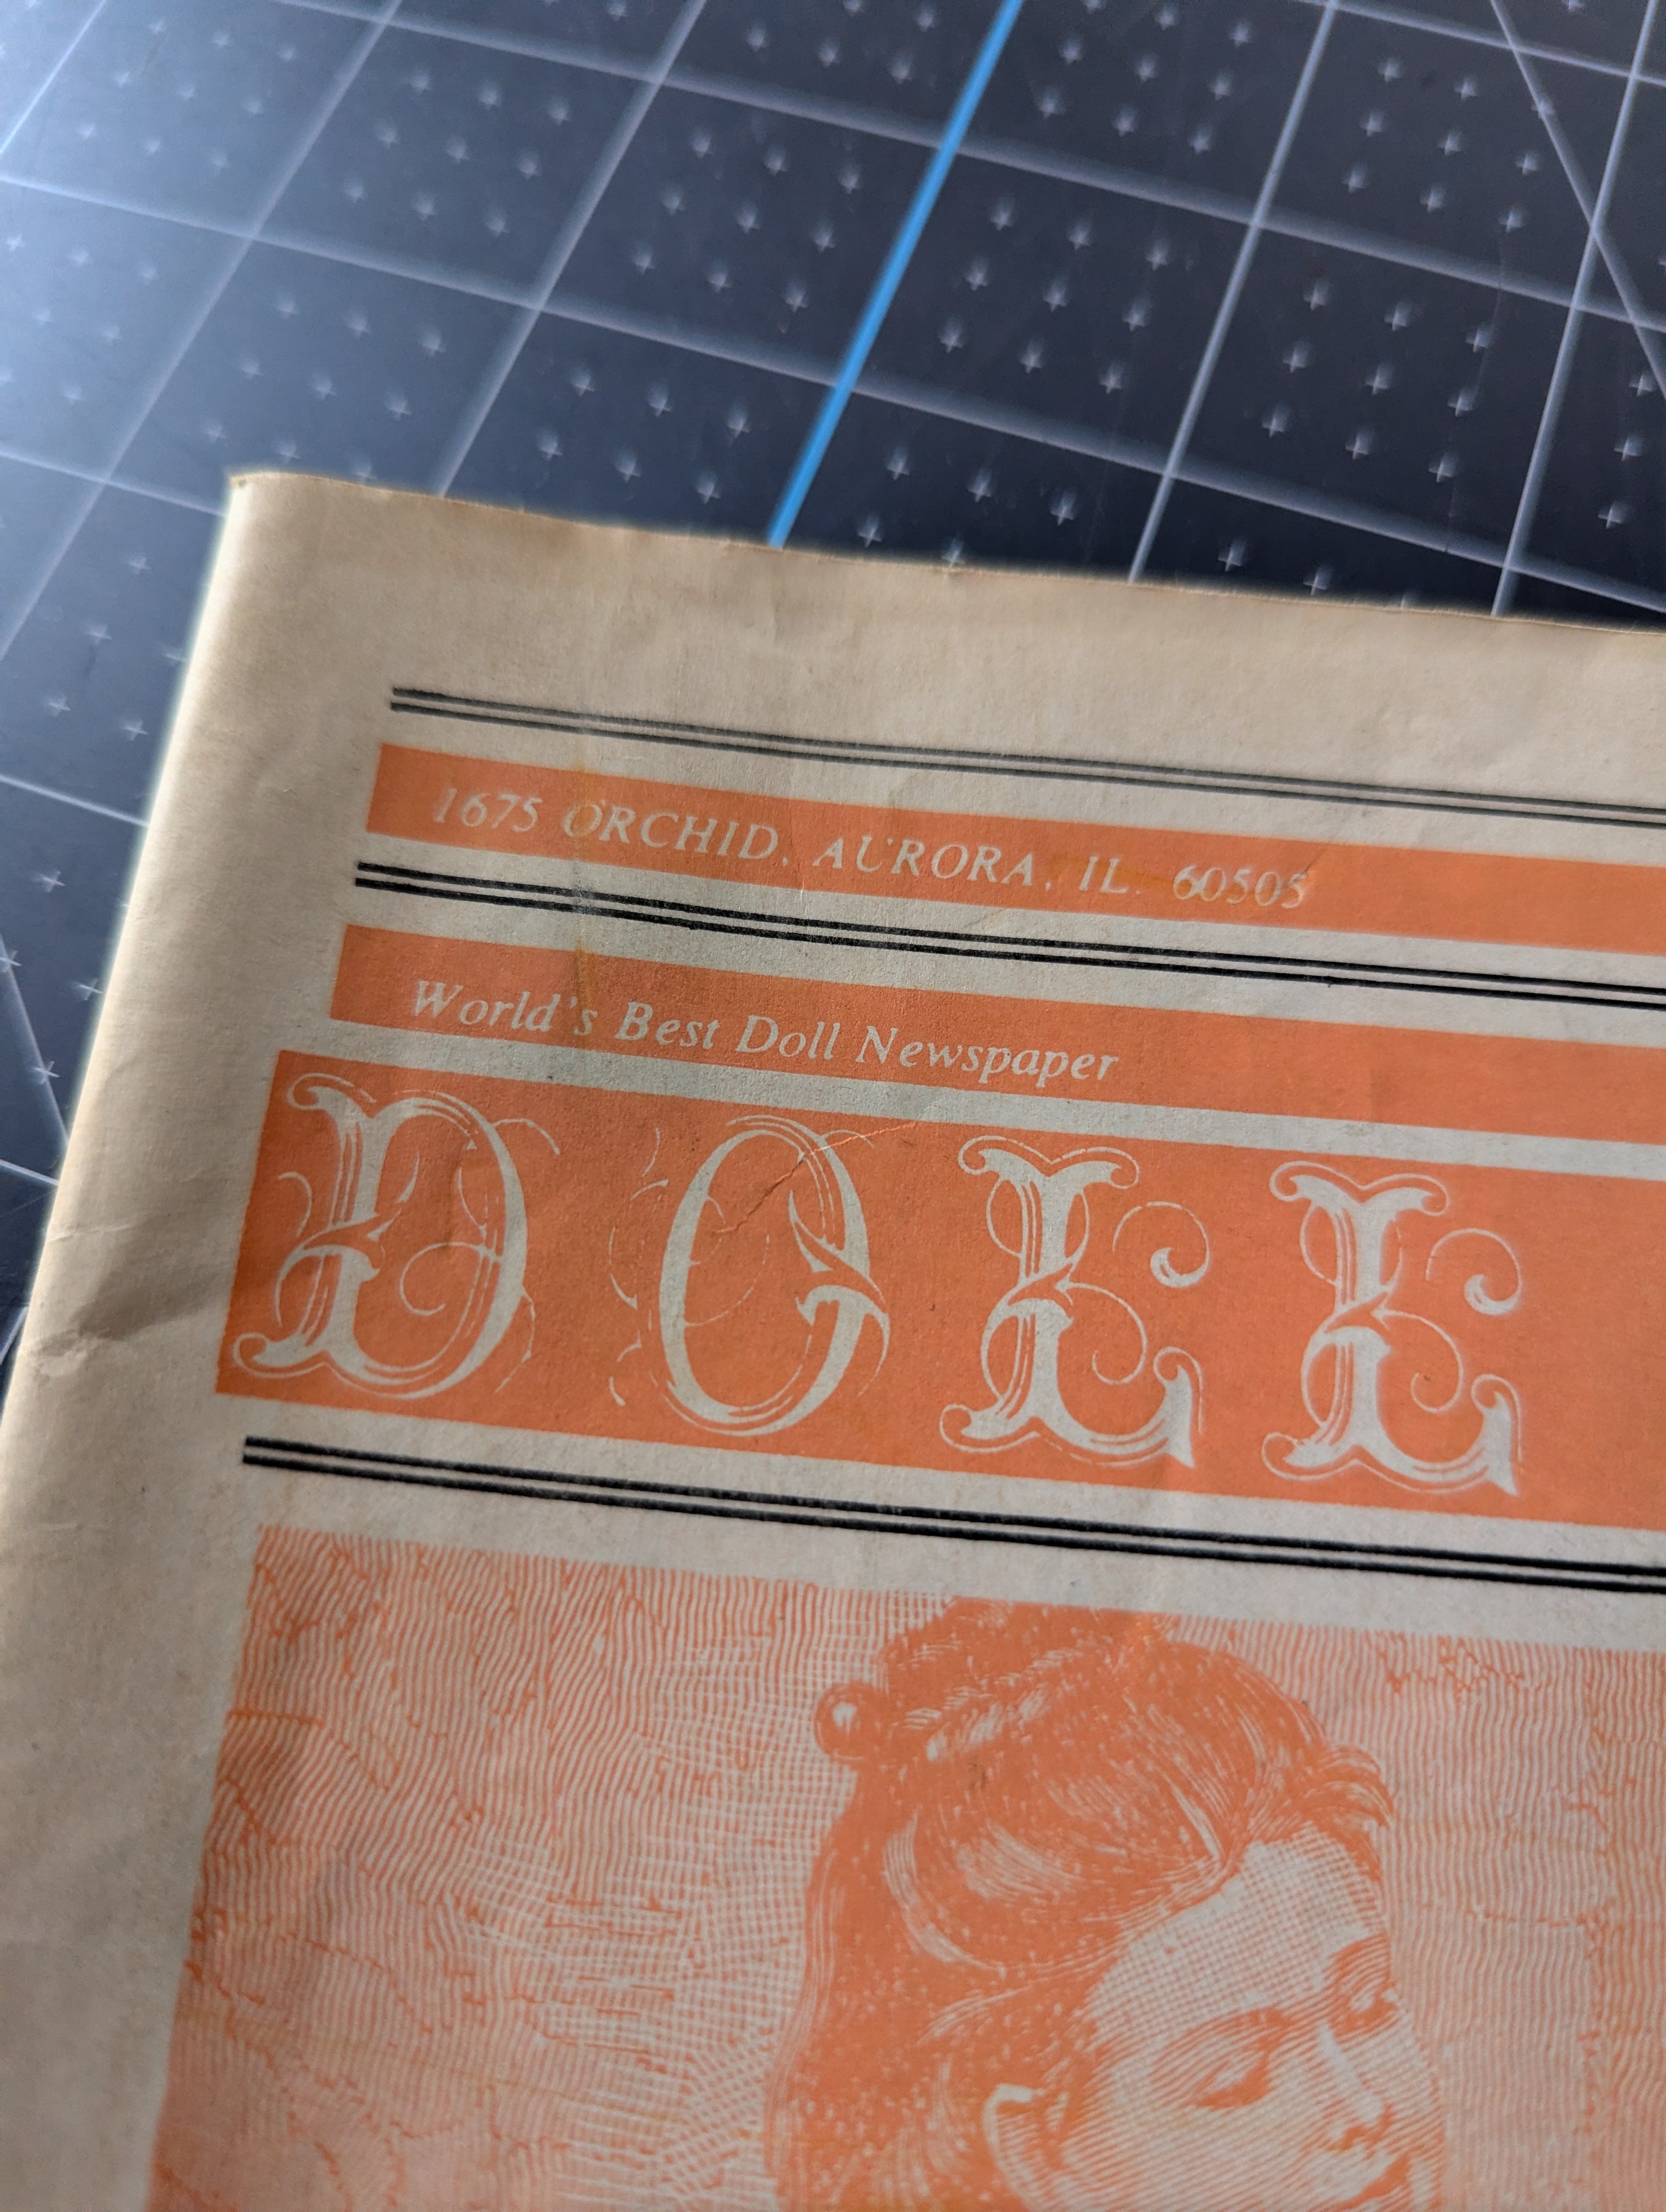 1675 ORCHID, AURORA, IL. 60505
World's Best Doll Newspaper
DOLL